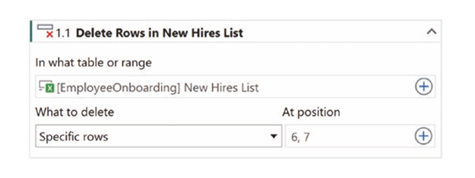 1.1 Delete Rows in New Hires List
In what table or range
[EmployeeOnboarding] New Hires List
What to delete At position
Specific rows 6, 7